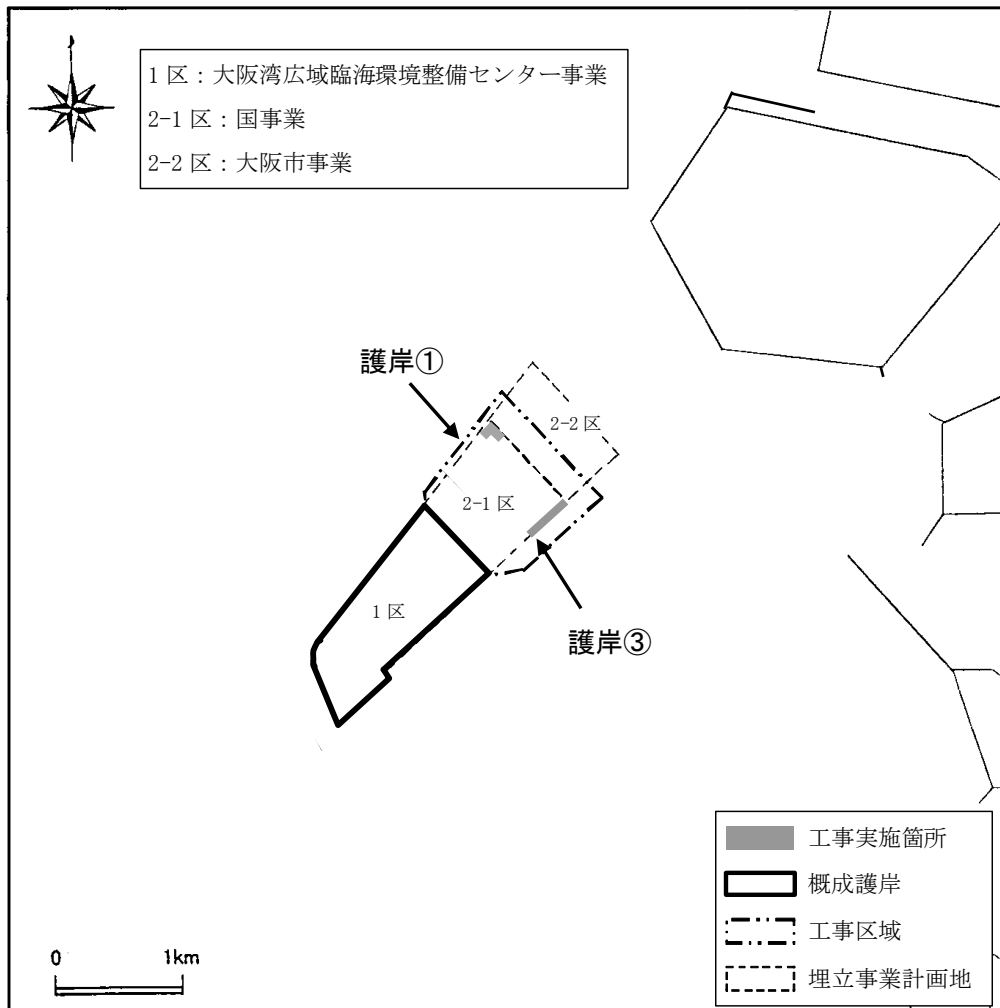 1区：大阪湾広域臨海環境整備センター事業
2-1区：国事業
2-2区：大阪市事業
護岸①
2-2区
2-1区
1区
護岸③
工事実施箇所
概成護岸
工事区域
埋立事業計画地
0 1km